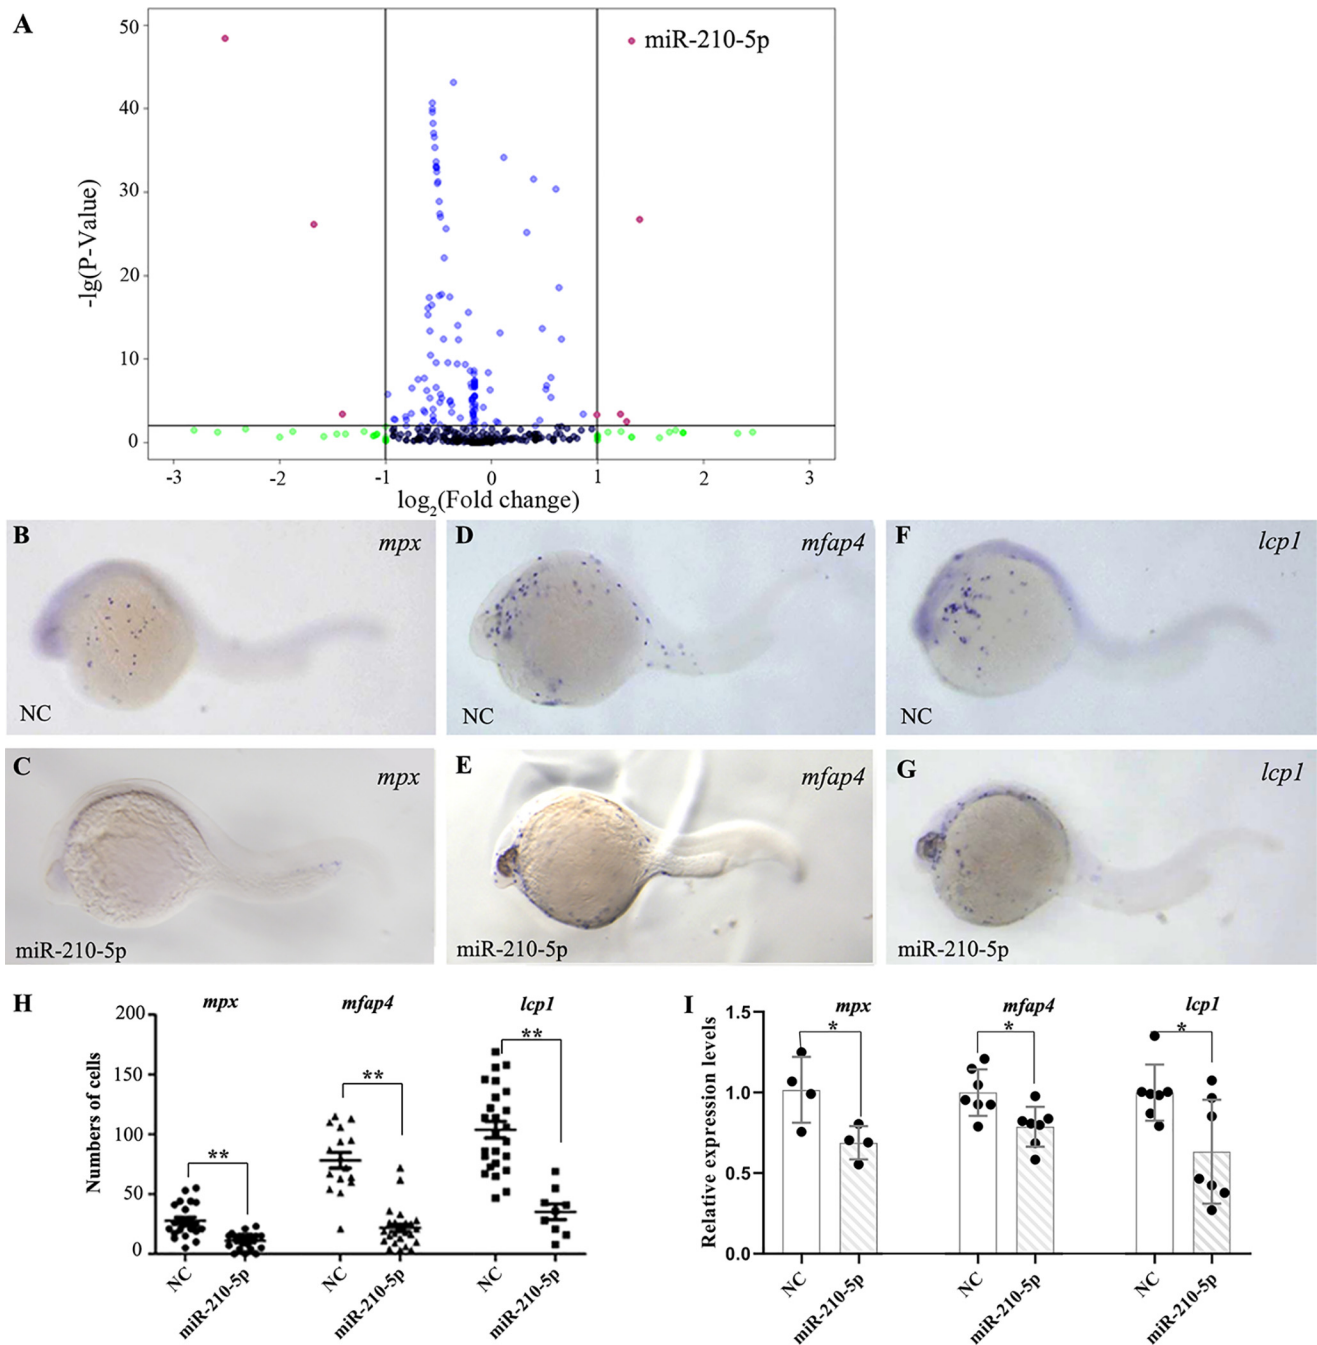 A
miR-210-5p
50
40
30
20
10
0
-lg(P-Value)
-3 -2 -1 0 1 2 3
log2(Fold change)
B mpx NC
D mfap4
F lcp1 NC
C mpx miR-210-5p
E mfap4 miR-210-5p
G lcp1 miR-210-5p
H mpx mfap4 lcp1
Numbers of cells
200
150
100
50
0
** ** **
NC miR-210-5p NC miR-210-5p NC miR-210-5p
I mpx mfap4 lcp1
Relative expression levels
1.5
1.0
0.5
0.0
* * *
NC miR-210-5p NC miR-210-5p NC miR-210-5p